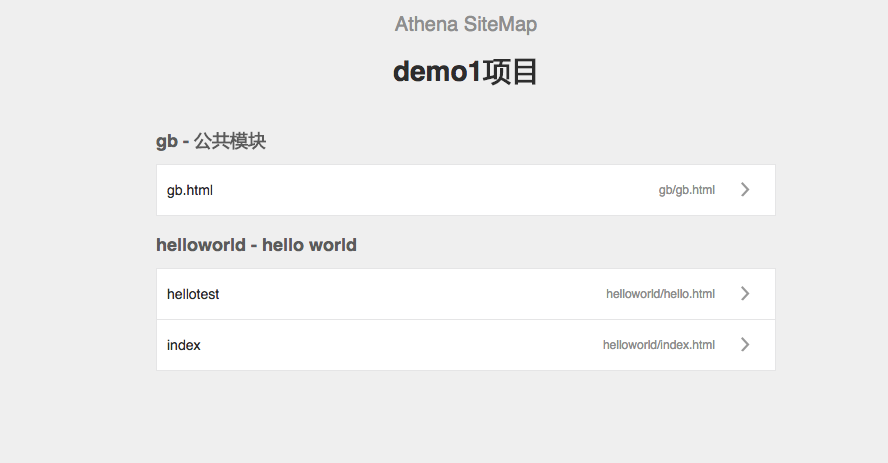 Athena SiteMap
demo1项目
gb - 公共模块
gb.html gb/gb.html
helloworld - hello world
hellotest helloworld/hello.html
index helloworld/index.html